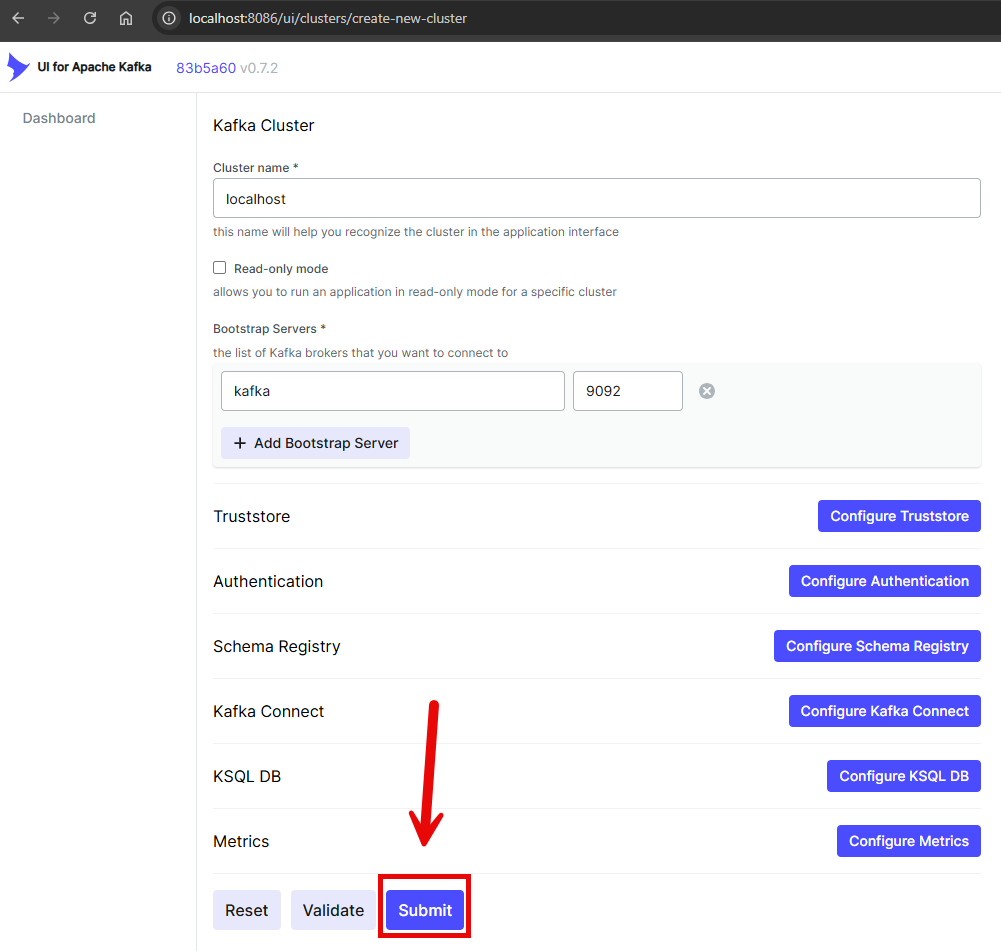 localhost:8086/ui/clusters/create-new-cluster
UI for Apache Kafka 83b5a60 v0.7.2
Dashboard
Kafka Cluster
Cluster name *
localhost
this name will help you recognize the cluster in the application interface
Read-only mode
allows you to run an application in read-only mode for a specific cluster
Bootstrap Servers *
the list of Kafka brokers that you want to connect to
kafka 9092
+ Add Bootstrap Server
Truststore Configure Truststore
Authentication Configure Authentication
Schema Registry Configure Schema Registry
Kafka Connect Configure Kafka Connect
KSQL DB Configure KSQL DB
Metrics Configure Metrics
Reset Validate Submit